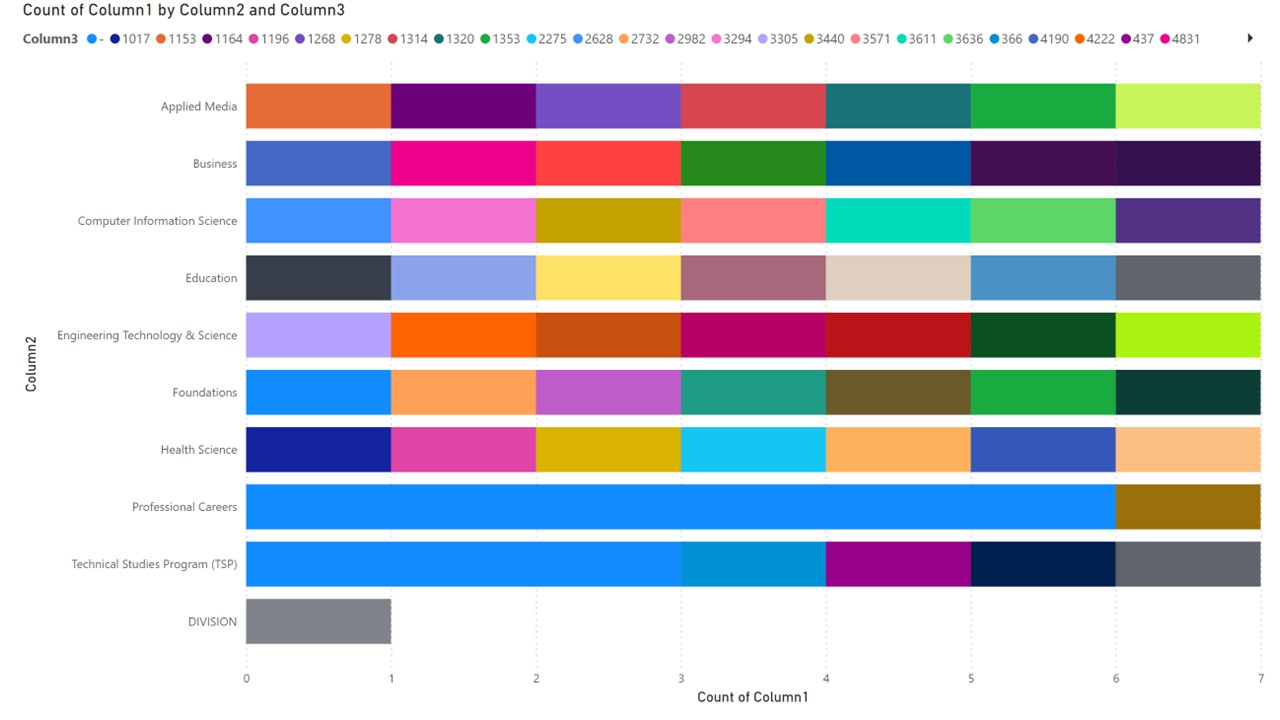 Count of Column1 by Column2 and Column3
Column3 - 1017 1153 1164 1196 1268 1278 1314 1320 1353 2275 2628 2732 2982 3294 3305 3440 3571 3611 3636 366 4190 4222 437 4831
Applied Media
Business
Computer Information Science
Education
Engineering Technology & Science
Column2
Foundations
Health Science
Professional Careers
Technical Studies Program (TSP)
DIVISION
0 1 2 3 4 5 6 7
Count of Column1